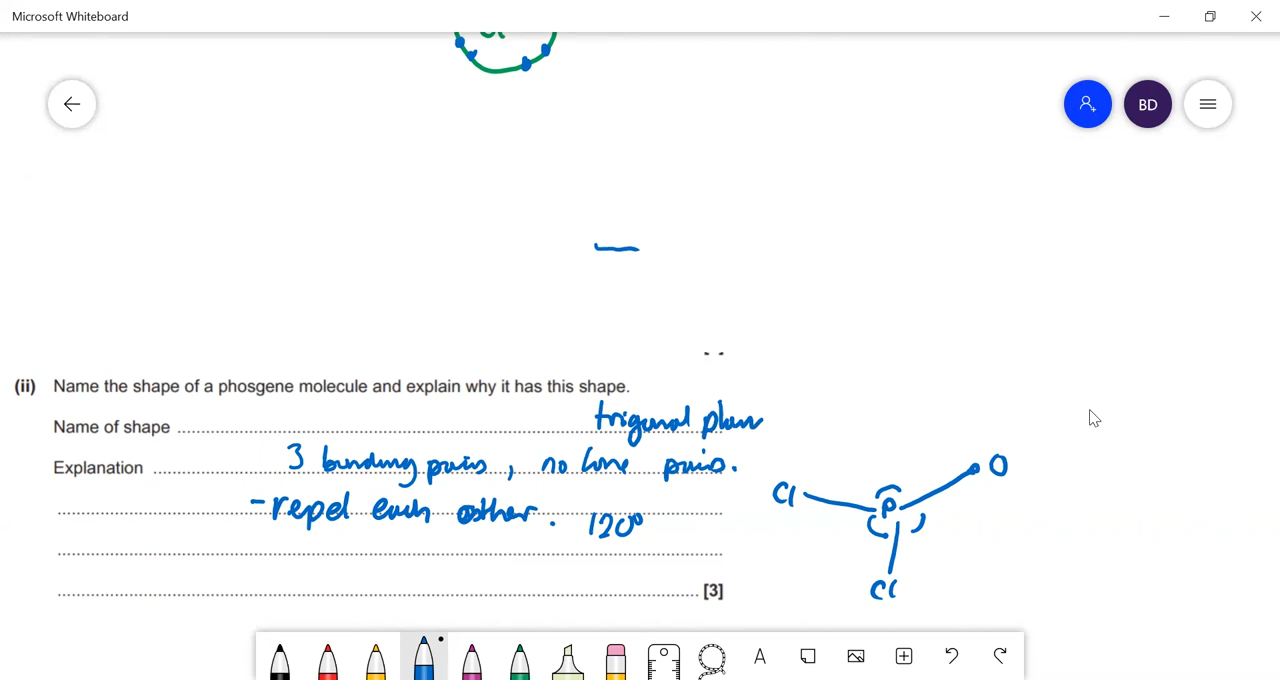 Microsoft Whiteboard
BD
(ii) Name the shape of a phosgene molecule and explain why it has this shape.
Name of shape ........ trigonal planar
Explanation ........ 3 bonding pairs, no lone pairs.
- repel each other. 120°
[3]
Cl P O
Cl
A